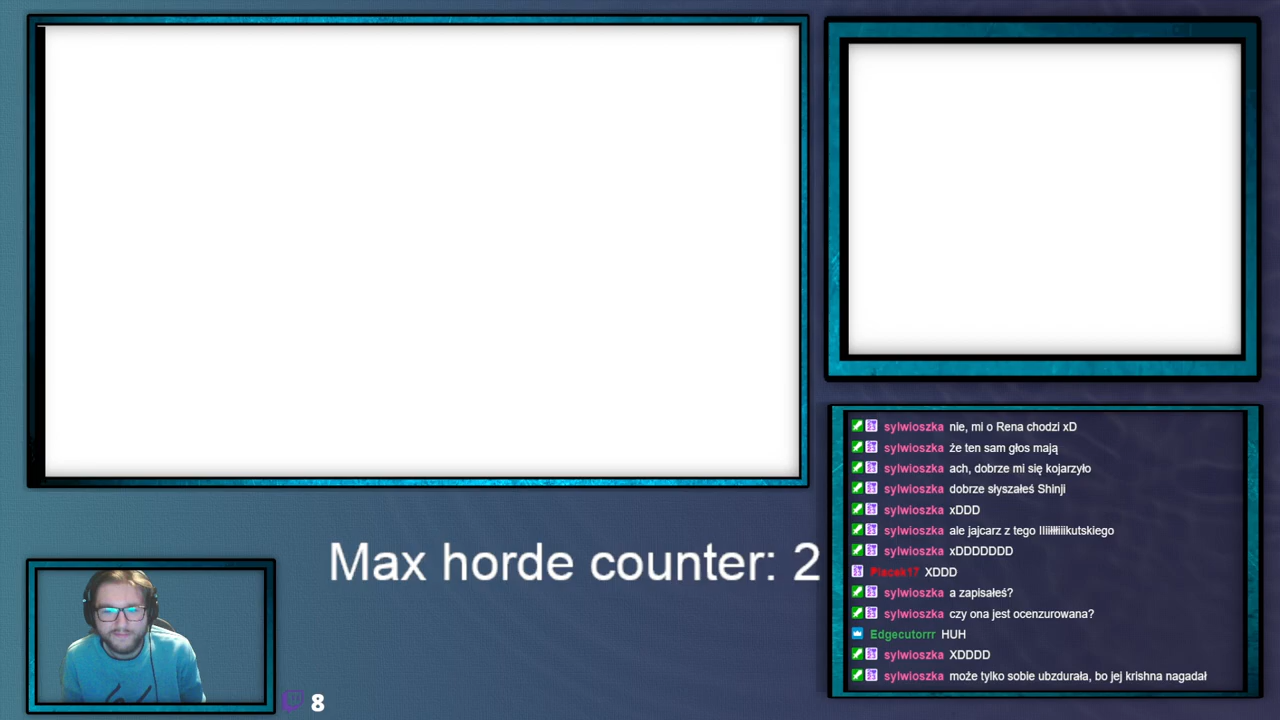 Max horde counter: 2
8
sylwioszka nie, mi o Rena chodzi xD
sylwioszka że ten sam głos mają
sylwioszka ach, dobrze mi się kojarzyło
sylwioszka dobrze słyszałeś Shinji
sylwioszka xDDD
sylwioszka ale jajcarz z tego
sylwioszka xDDDDDDD
Placek17 XDDD
sylwioszka a zapisałeś?
sylwioszka czy ona jest ocenzurowana?
Edgecutorrr HUH
sylwioszka XDDDD
sylwioszka może tylko sobie ubzdurała, bo jej krishna nagadał